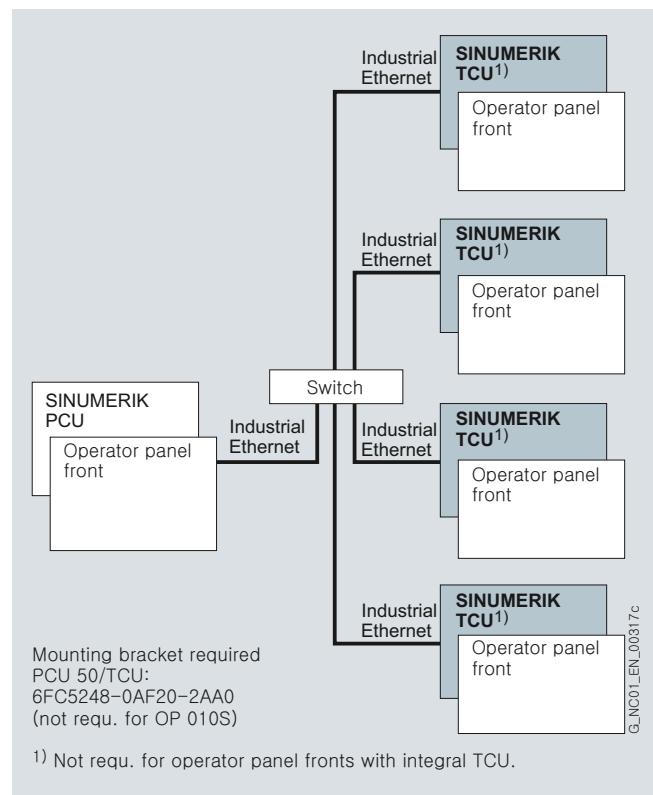 Industrial
Ethernet
SINUMERIK
TCU1)
Operator panel
front
Industrial
Ethernet
SINUMERIK
TCU1)
Operator panel
front
Switch
SINUMERIK
PCU
Operator panel
front
Industrial
Ethernet
Industrial
Ethernet
SINUMERIK
TCU1)
Operator panel
front
Industrial
Ethernet
SINUMERIK
TCU1)
Operator panel
front
Mounting bracket required
PCU 50/TCU:
6FC5248-0AF20-2AA0
(not requ. for OP 010S)
1) Not requ. for operator panel fronts with integral TCU.
G_NC01_EN_00317c